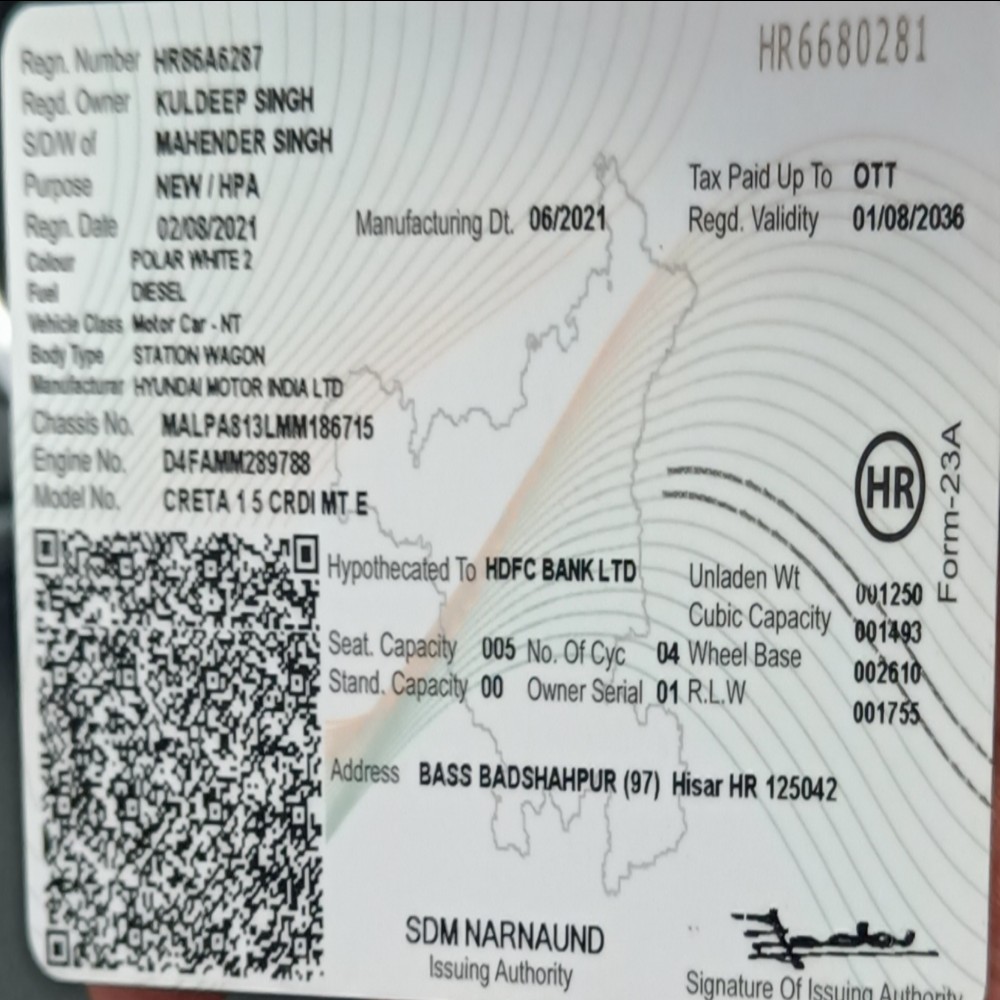 HR6680281
Regn. Number HR86A6287
Regd. Owner KULDEEP SINGH
S/D/W of MAHENDER SINGH
Purpose NEW / HPA
Tax Paid Up To OTT
Regn. Date 02/08/2021 Manufacturing Dt. 06/2021 Regd. Validity 01/08/2036
Colour POLAR WHITE 2
Fuel DIESEL
Vehicle Class Motor Car - NT
Body Type STATION WAGON
Manufacturer HYUNDAI MOTOR INDIA LTD
Chassis No. MALPA813LMM186715
Engine No. D4FAMM289788
Model No. CRETA 1 5 CRDI MT E
HR
Form-23A
Hypothecated To HDFC BANK LTD Unladen Wt 001250
Cubic Capacity 001493
Seat. Capacity 005 No. Of Cyc 04 Wheel Base 002610
Stand. Capacity 00 Owner Serial 01 R.L.W 001755
Address BASS BADSHAHPUR (97) Hisar HR 125042
SDM NARNAUND
Issuing Authority
Signature Of Issuing Authority